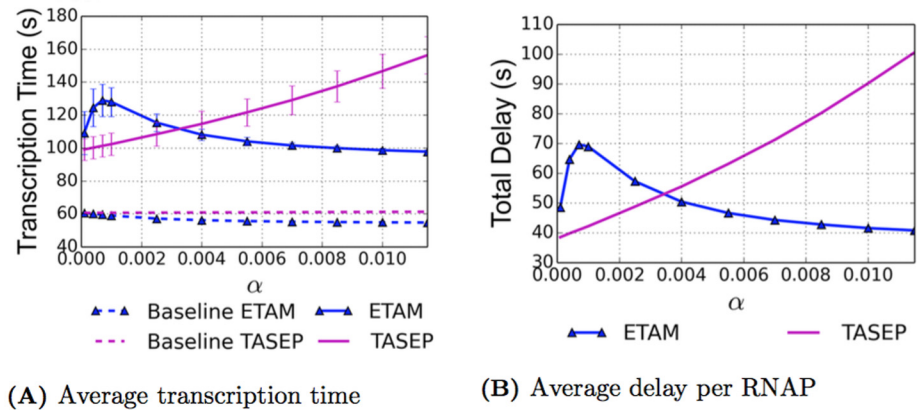 Transcription Time (s)
180
160
140
120
100
80
60
40
0.000 0.002 0.004 0.006 0.008 0.010
α
Baseline ETAM ETAM
Baseline TASEP TASEP
(A) Average transcription time
Total Delay (s)
110
100
90
80
70
60
50
40
30
0.000 0.002 0.004 0.006 0.008 0.010
α
ETAM TASEP
(B) Average delay per RNAP